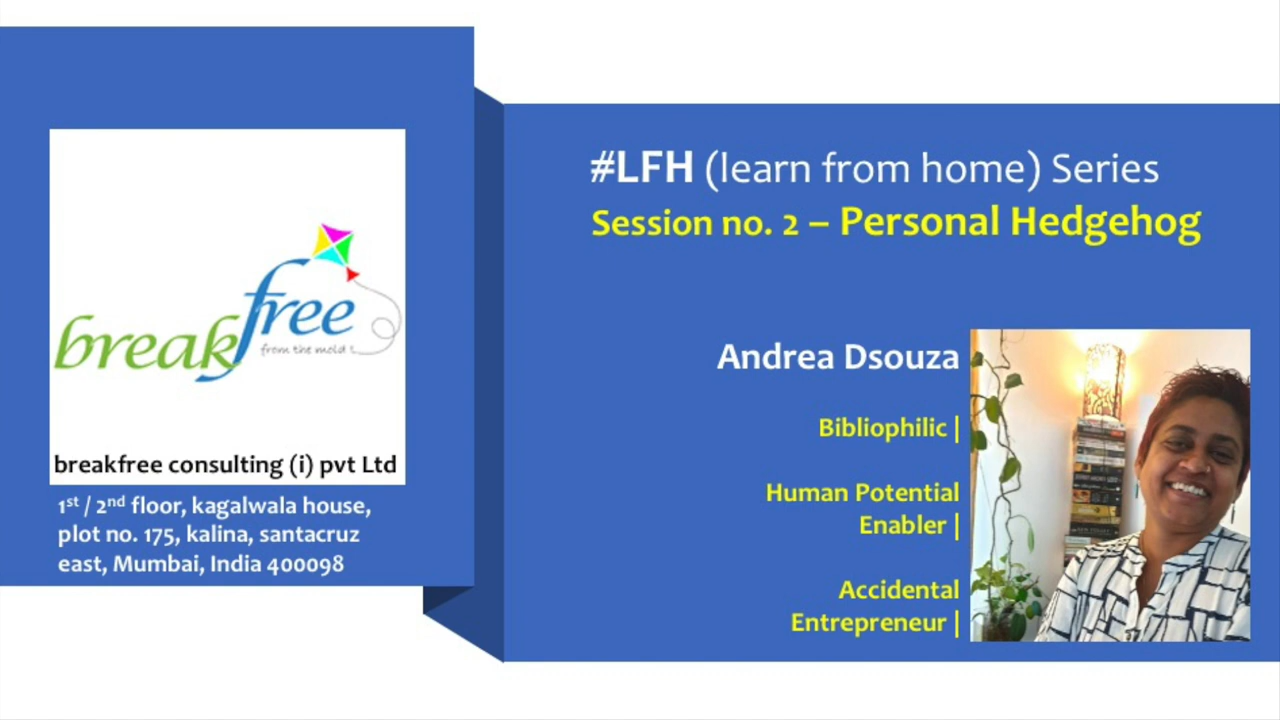 breakfree
from the mold !
breakfree consulting (i) pvt Ltd
1st / 2nd floor, kagalwala house,
plot no. 175, kalina, santacruz
east, Mumbai, India 400098
#LFH (learn from home) Series
Session no. 2 – Personal Hedgehog
Andrea Dsouza
Bibliophilic |
Human Potential
Enabler |
Accidental
Entrepreneur |